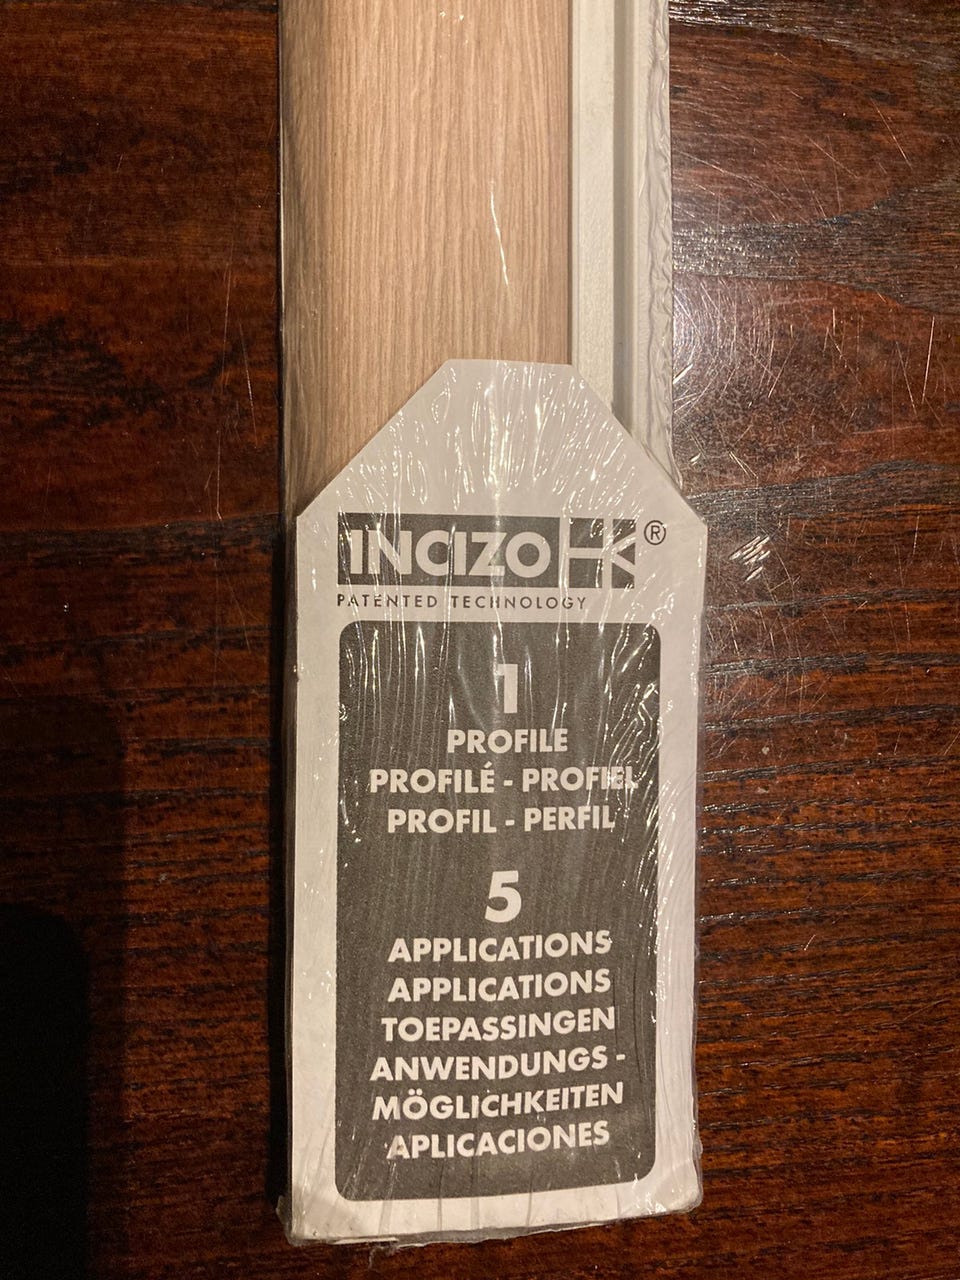 INCIZO ®
PATENTED TECHNOLOGY
1
PROFILE
PROFILÉ - PROFIEL
PROFIL - PERFIL
5
APPLICATIONS
APPLICATIONS
TOEPASSINGEN
ANWENDUNGS -
MÖGLICHKEITEN
APLICACIONES